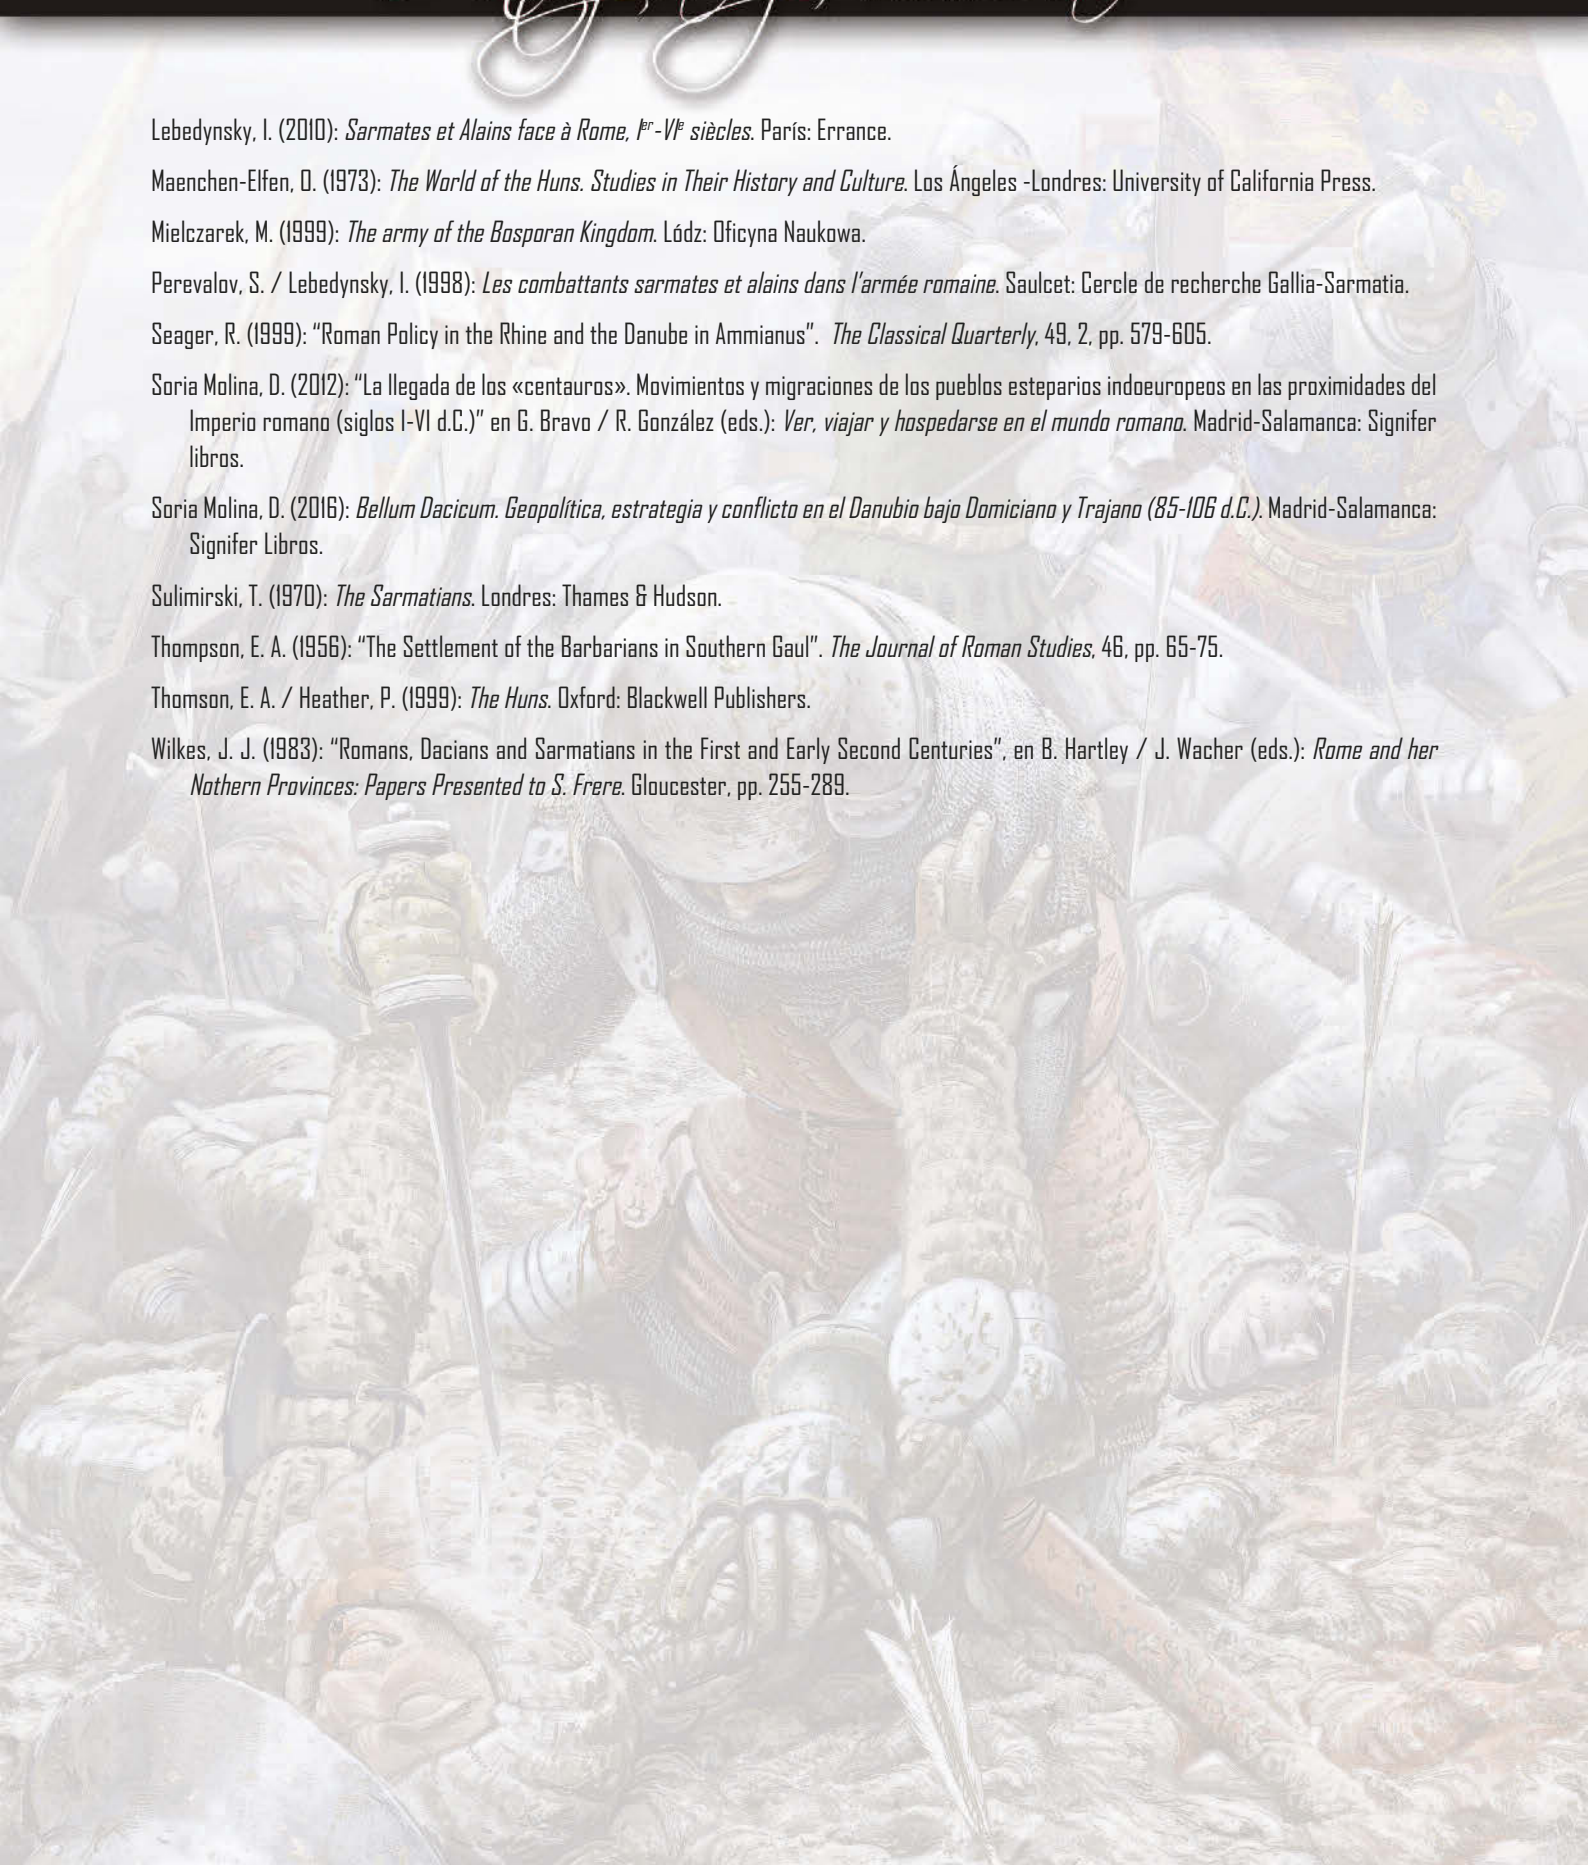 Lebedynsky, I. (2010): Sarmates et Alains face à Rome, Ier-VIe siècles. París: Errance.
Maenchen-Elfen, O. (1973): The World of the Huns. Studies in Their History and Culture. Los Ángeles -Londres: University of California Press.
Mielczarek, M. (1999): The army of the Bosporan Kingdom. Lódz: Oficyna Naukowa.
Perevalov, S. / Lebedynsky, I. (1998): Les combattants sarmates et alains dans l'armée romaine. Saulcet: Cercle de recherche Gallia-Sarmatia.
Seager, R. (1999): “Roman Policy in the Rhine and the Danube in Ammianus”. The Classical Quarterly, 49, 2, pp. 579-605.
Soria Molina, D. (2012): “La llegada de los «centauros». Movimientos y migraciones de los pueblos esteparios indoeuropeos en las proximidades del
Imperio romano (siglos I-VI d.C.)” en G. Bravo / R. González (eds.): Ver, viajar y hospedarse en el mundo romano. Madrid-Salamanca: Signifer
libros.
Soria Molina, D. (2016): Bellum Dacicum. Geopolítica, estrategia y conflicto en el Danubio bajo Domiciano y Trajano (85-106 d.C.). Madrid-Salamanca:
Signifer Libros.
Sulimirski, T. (1970): The Sarmatians. Londres: Thames & Hudson.
Thompson, E. A. (1956): “The Settlement of the Barbarians in Southern Gaul”. The Journal of Roman Studies, 46, pp. 65-75.
Thomson, E. A. / Heather, P. (1999): The Huns. Oxford: Blackwell Publishers.
Wilkes, J. J. (1983): “Romans, Dacians and Sarmatians in the First and Early Second Centuries”, en B. Hartley / J. Wacher (eds.): Rome and her
Nothern Provinces: Papers Presented to S. Frere. Gloucester, pp. 255-289.